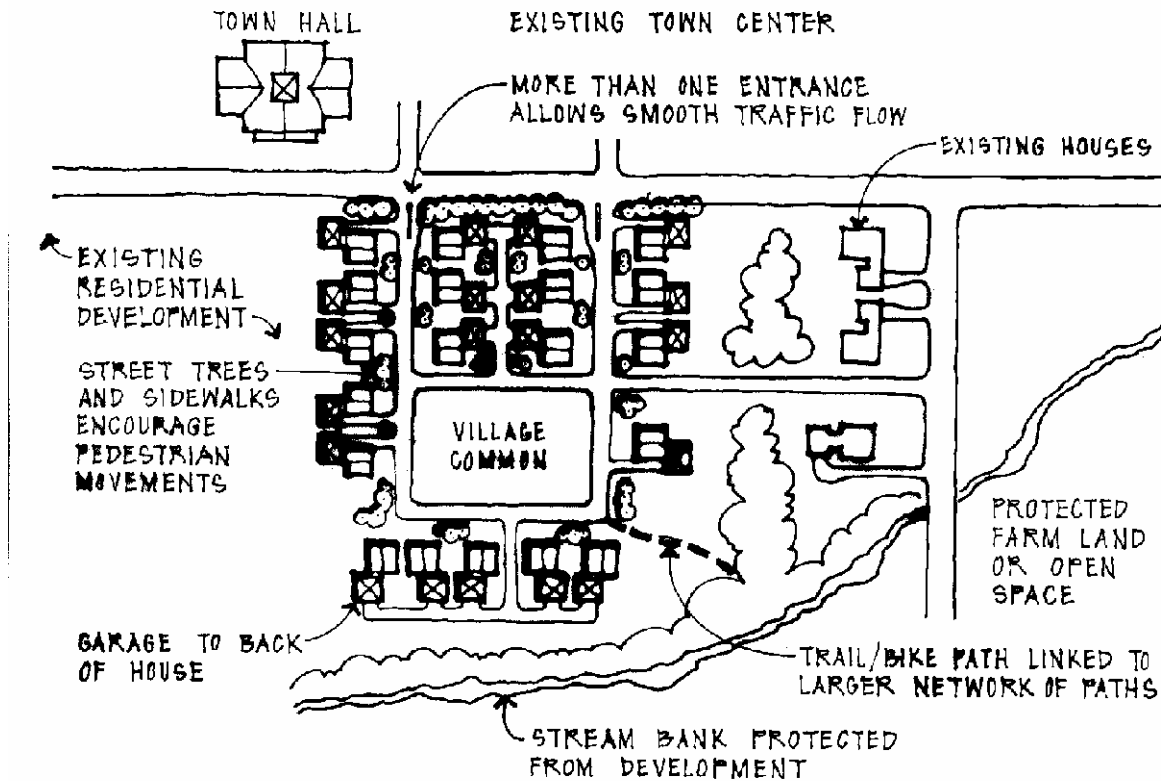 TOWN HALL
EXISTING TOWN CENTER
MORE THAN ONE ENTRANCE
ALLOWS SMOOTH TRAFFIC FLOW
EXISTING HOUSES
EXISTING
RESIDENTIAL
DEVELOPMENT
STREET TREES
AND SIDEWALKS
ENCOURAGE
PEDESTRIAN
MOVEMENTS
VILLAGE
COMMON
PROTECTED
FARM LAND
OR OPEN
SPACE
GARAGE TO BACK
OF HOUSE
TRAIL/BIKE PATH LINKED TO
LARGER NETWORK OF PATHS
STREAM BANK PROTECTED
FROM DEVELOPMENT